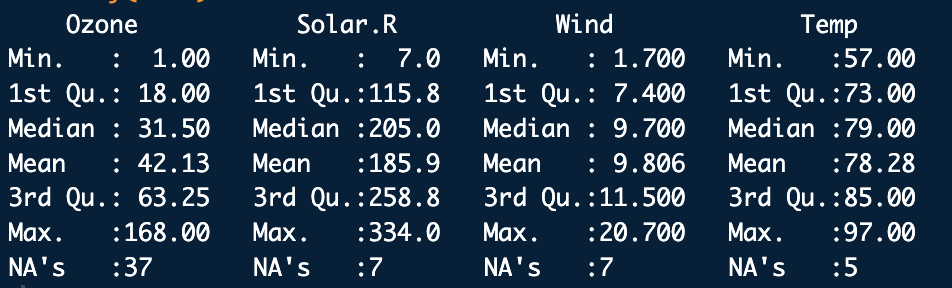 Ozone Solar.R Wind Temp
Min. : 1.00 Min. : 7.0 Min. : 1.700 Min. :57.00
1st Qu.: 18.00 1st Qu.:115.8 1st Qu.: 7.400 1st Qu.:73.00
Median : 31.50 Median :205.0 Median : 9.700 Median :79.00
Mean : 42.13 Mean :185.9 Mean : 9.806 Mean :78.28
3rd Qu.: 63.25 3rd Qu.:258.8 3rd Qu.:11.500 3rd Qu.:85.00
Max. :168.00 Max. :334.0 Max. :20.700 Max. :97.00
NA's :37 NA's :7 NA's :7 NA's :5